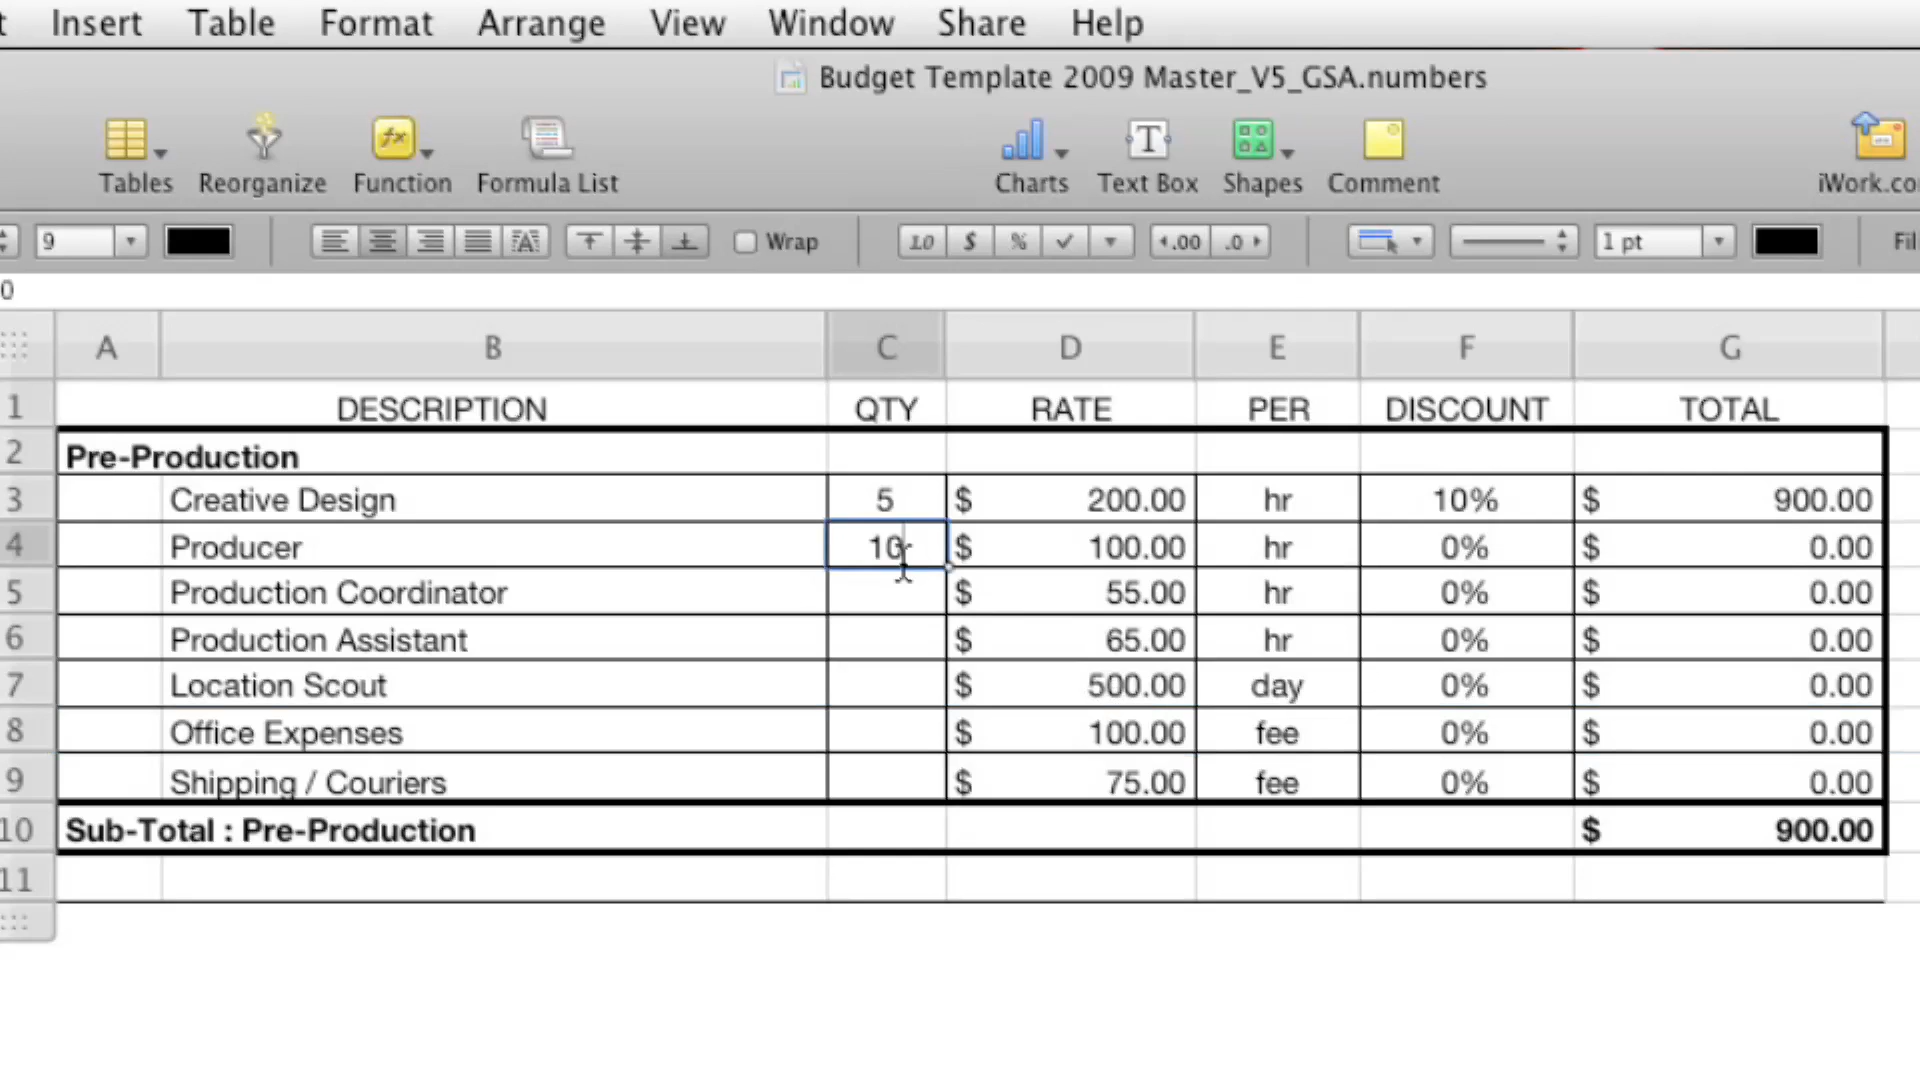 Insert Table Format Arrange View Window Share Help
Budget Template 2009 Master_V5_GSA.numbers
Tables Reorganize Function Formula List Charts Text Box Shapes Comment
9 Wrap 1.0 $ % .00 .0 1 pt
0
A B C D E F G
1 DESCRIPTION QTY RATE PER DISCOUNT TOTAL
2 Pre-Production
3 Creative Design 5 $ 200.00 hr 10% $ 900.00
4 Producer 10 $ 100.00 hr 0% $ 0.00
5 Production Coordinator $ 55.00 hr 0% $ 0.00
6 Production Assistant $ 65.00 hr 0% $ 0.00
7 Location Scout $ 500.00 day 0% $ 0.00
8 Office Expenses $ 100.00 fee 0% $ 0.00
9 Shipping / Couriers $ 75.00 fee 0% $ 0.00
10 Sub-Total : Pre-Production $ 900.00
11